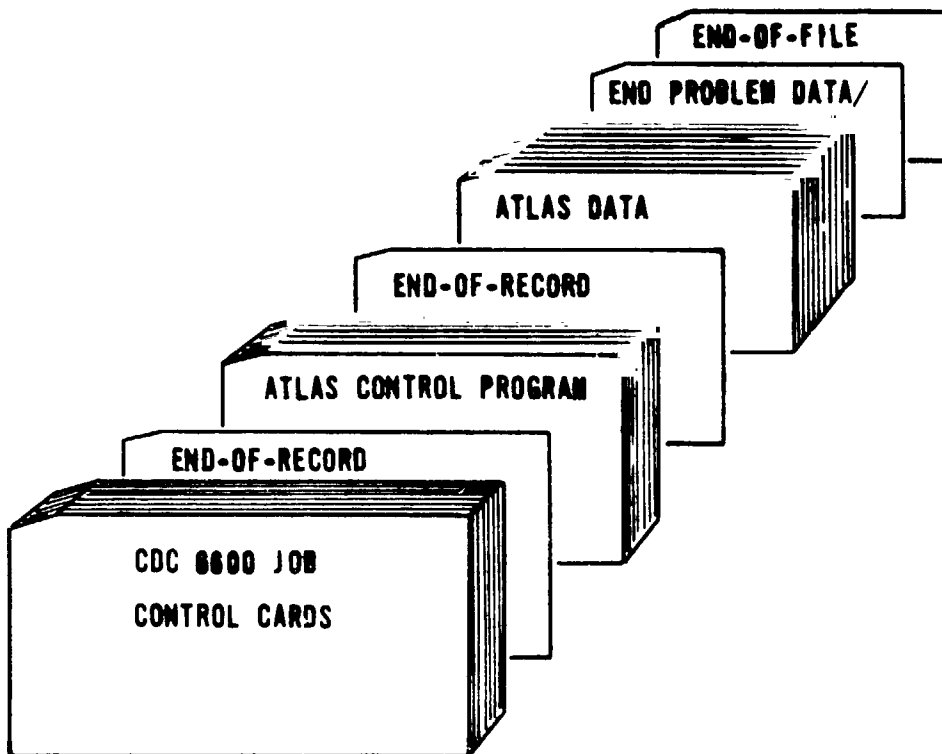 END-OF-FILE
END PROBLEM DATA/
ATLAS DATA
END-OF-RECORD
ATLAS CONTROL PROGRAM
END-OF-RECORD
CDC 6600 JOB
CONTROL CARDS